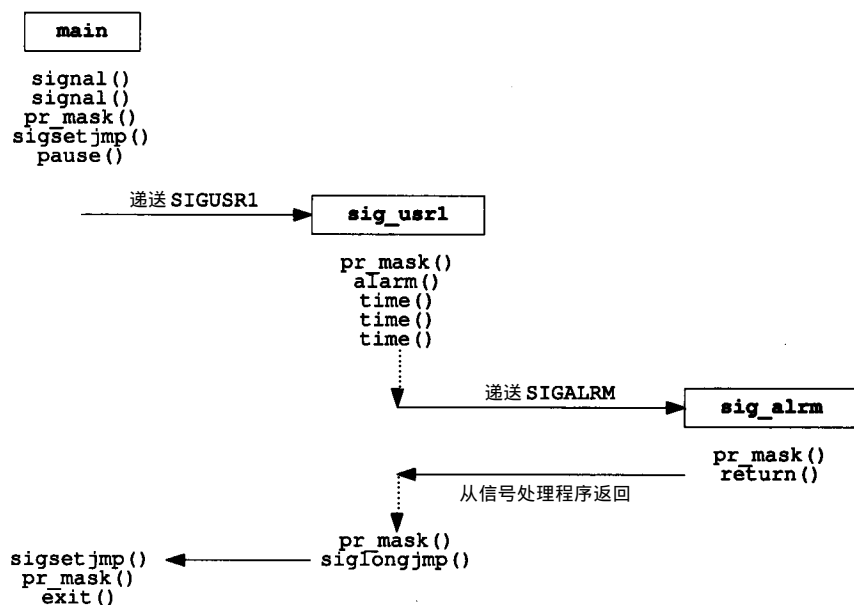 main
signal()
signal()
pr_mask()
sigsetjmp()
pause()
递送 SIGUSR1
sig_usr1
pr_mask()
alarm()
time()
time()
time()
递送 SIGALRM
sig_alrm
pr_mask()
return()
从信号处理程序返回
pr_mask()
siglongjmp()
sigsetjmp()
pr_mask()
exit()